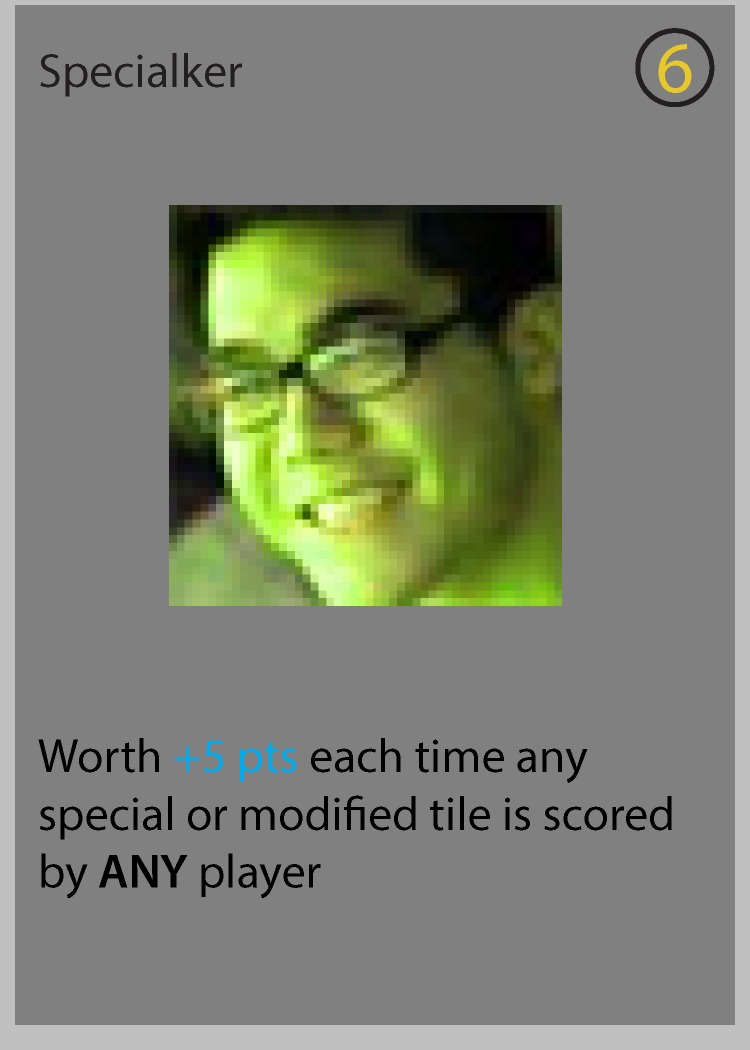 Specialker
6
Worth +5 pts each time any
special or modified tile is scored
by ANY player